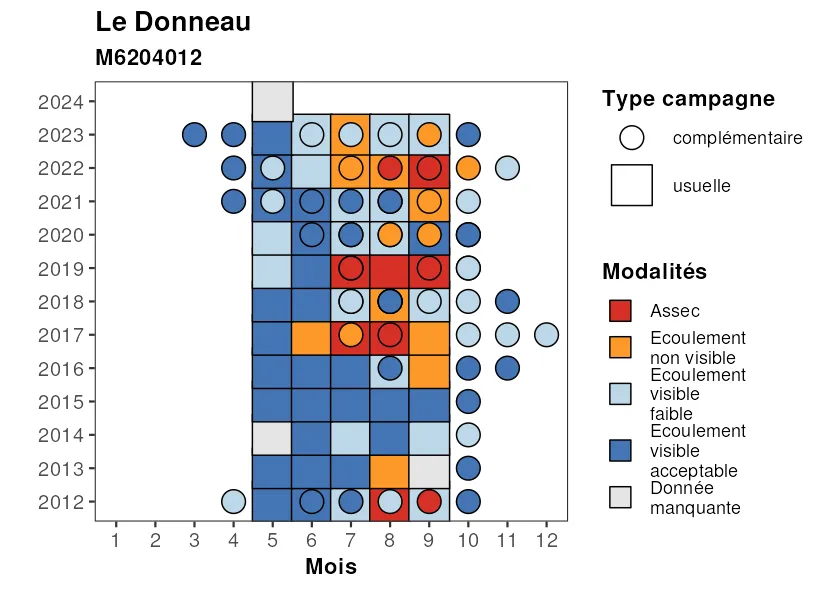 Le Donneau
M6204012
2024
2023
2022
2021
2020
2019
2018
2017
2016
2015
2014
2013
2012
1 2 3 4 5 6 7 8 9 10 11 12
Mois
Type campagne
complémentaire
usuelle
Modalités
Assec
Ecoulement
non visible
Ecoulement
visible
faible
Ecoulement
visible
acceptable
Donnée
manquante